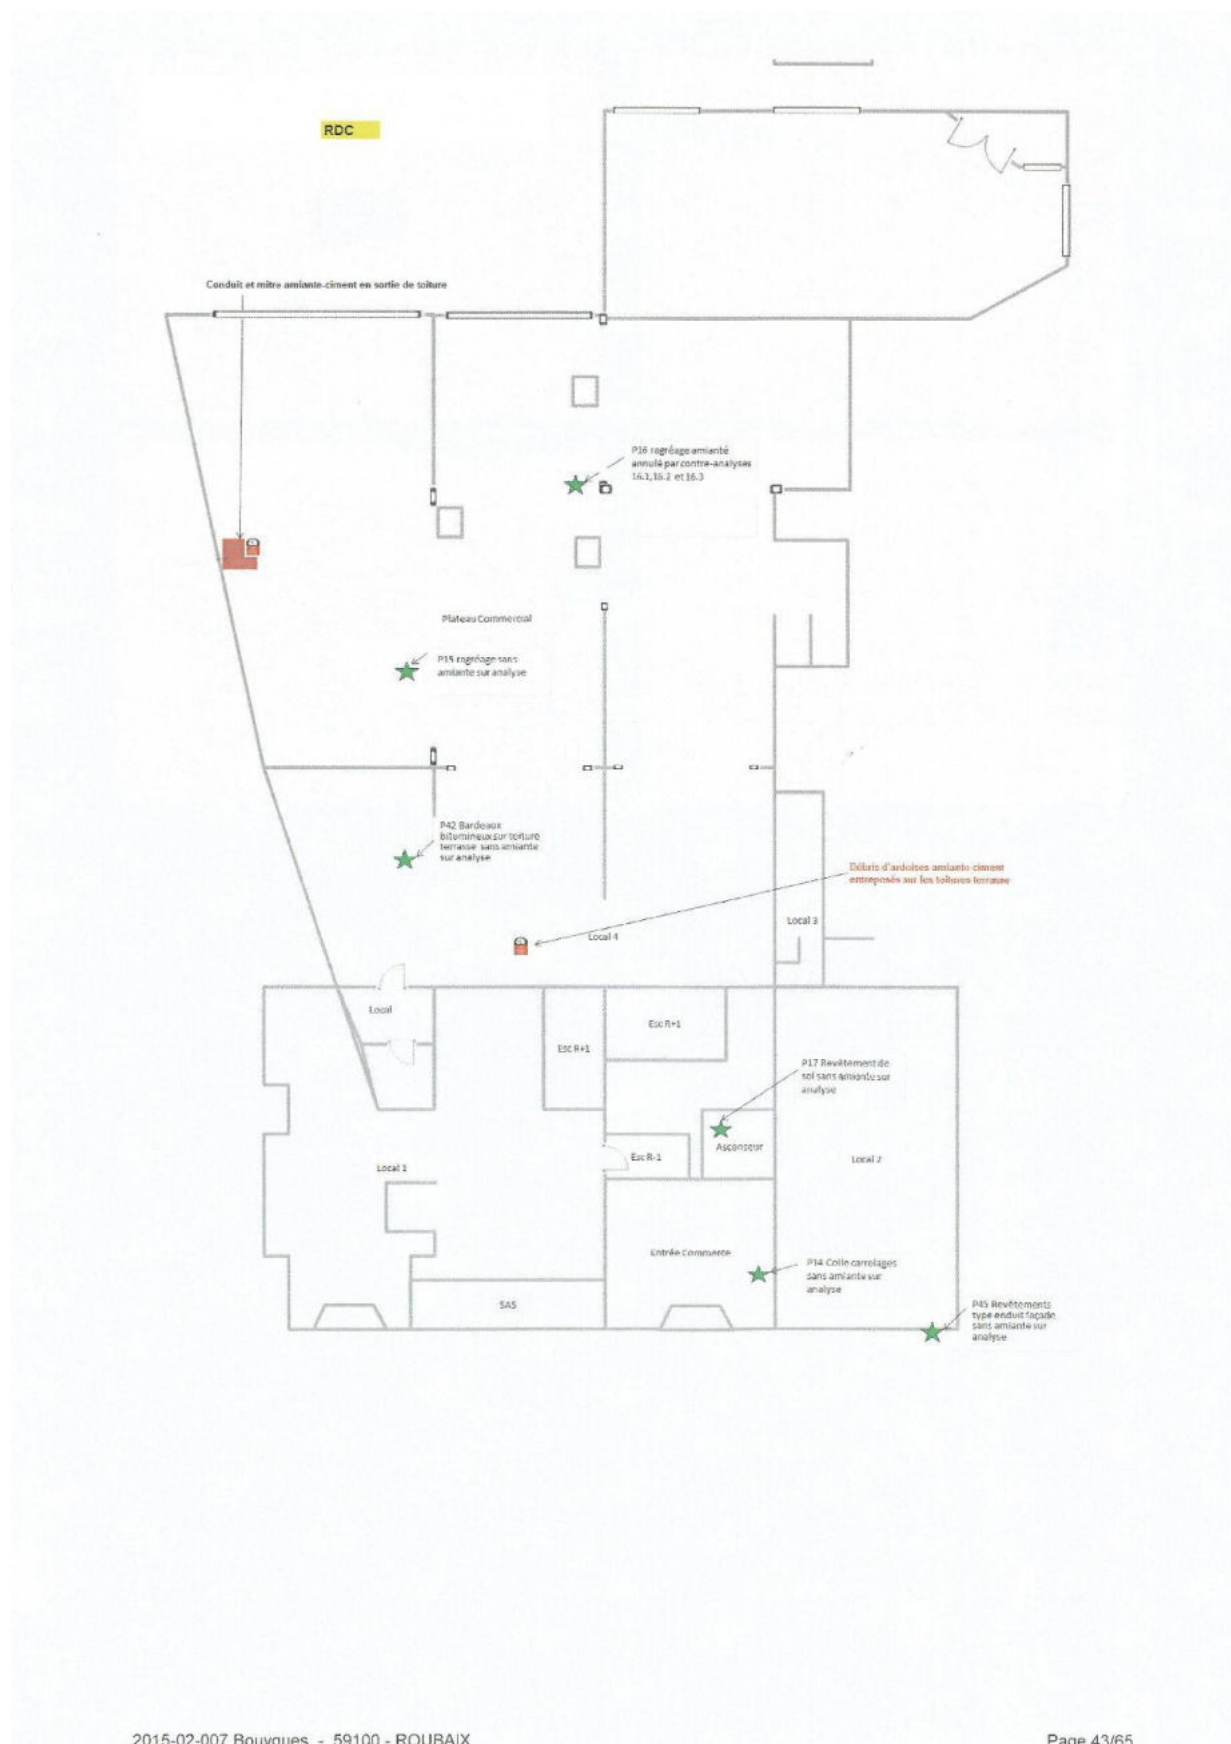 RDC
Conduit et mitre amiante-ciment en sortie de toiture
P16 ragréage amianté
annulé par contre-analyses
16.1,16.2 et 16.3
Plateau Commercial
P15 ragréage sans
amiante sur analyse
P42 Bardeaux
bitumineux sur toiture
terrasse sans amiante
sur analyse
Débris d'ardoises amiante ciment
entreposés sur les toitures terrasse
Local 3
Local 4
Local
Esc R+1
Esc R+1
P17 Revêtement de
sol sans amiante sur
analyse
Ascenseur
Esc R-1
Local 2
Local 1
Entrée Commerce
P14 Colle carrelages
sans amiante sur
analyse
SAS
P45 Revêtements
type enduit façade
sans amiante sur
analyse
2015-02-007 Bouygues - 59100 - ROUBAIX
Page 43/65